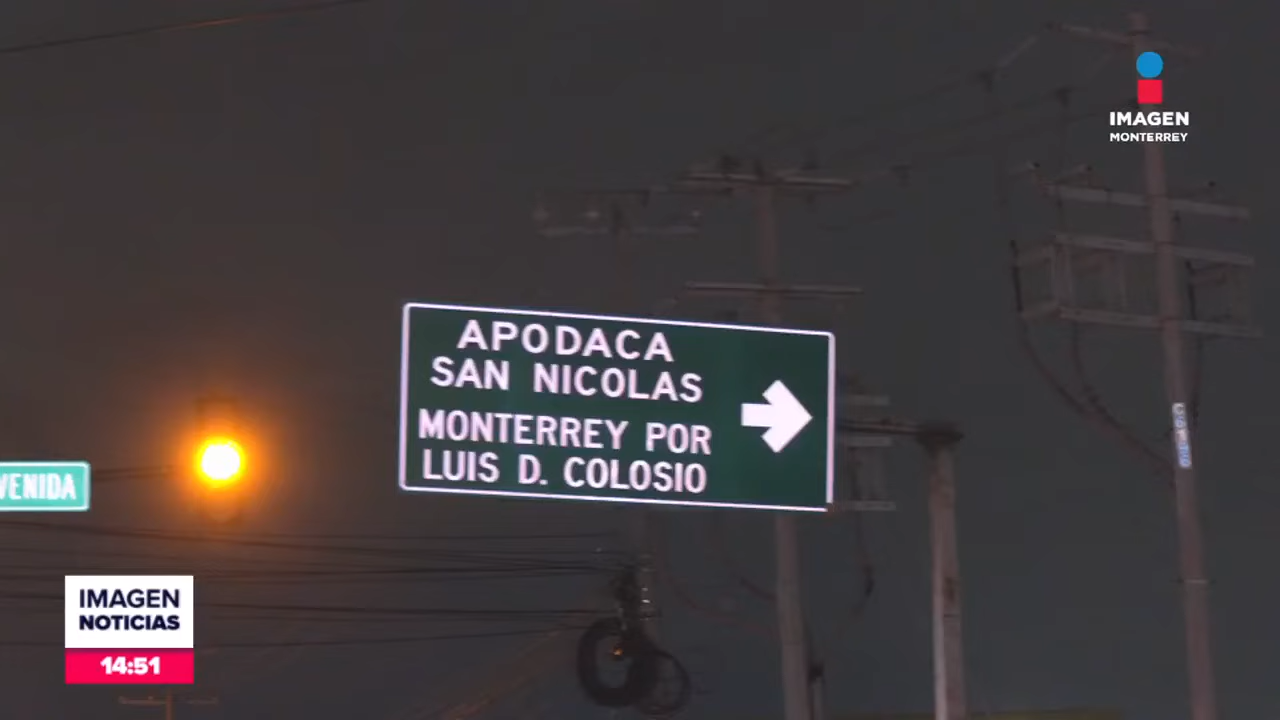 IMAGEN
MONTERREY
APODACA
SAN NICOLAS
MONTERREY POR
LUIS D. COLOSIO
VENIDA
IMAGEN
NOTICIAS
14:51